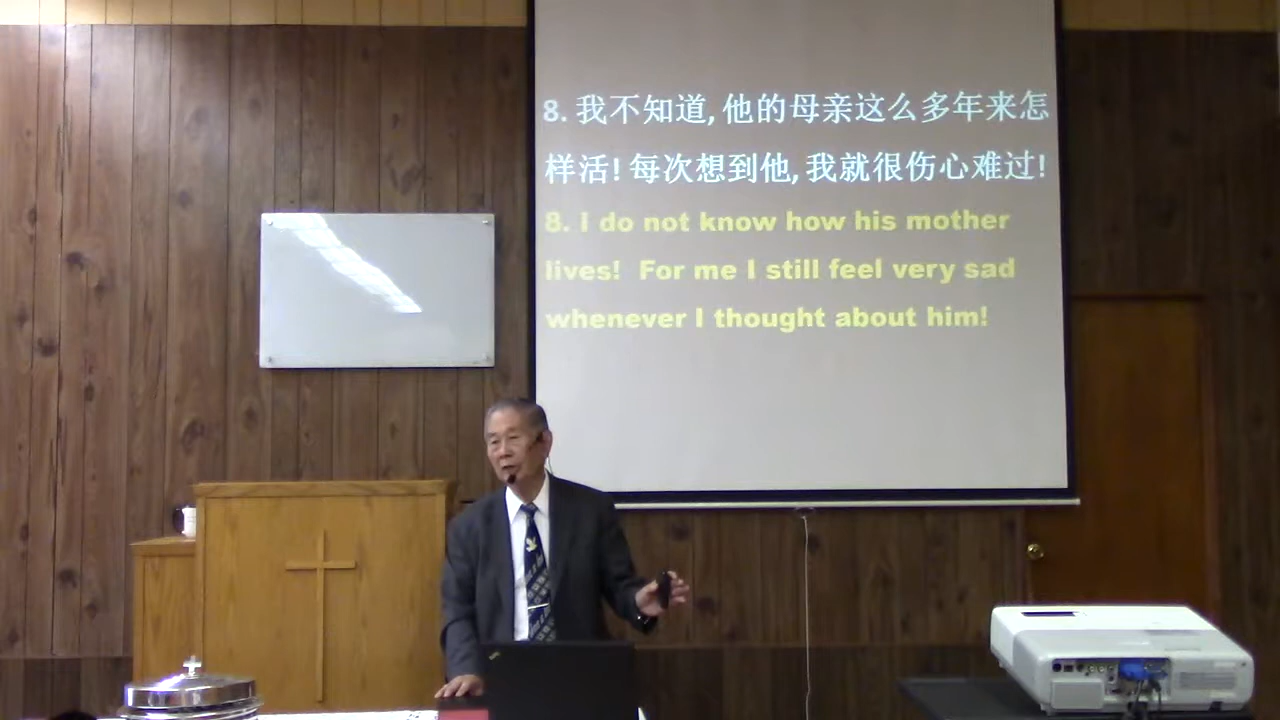 8. 我不知道, 他的母亲这么多年来怎
样活! 每次想到他, 我就很伤心难过!
8. I do not know how his mother
lives!  For me I still feel very sad
whenever I thought about him!